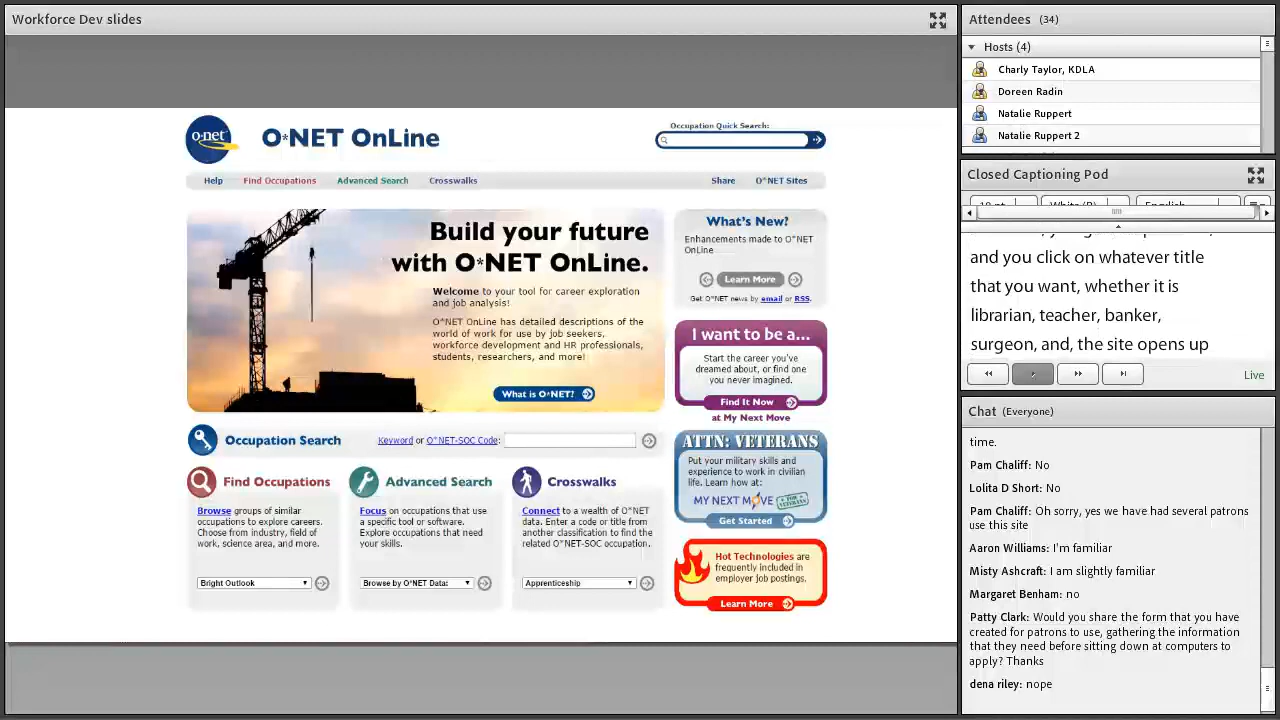 Workforce Dev slides
o·net
O*NET OnLine
Occupation Quick Search:
Help Find Occupations Advanced Search Crosswalks Share O*NET Sites
Build your future
with O*NET OnLine.
Welcome to your tool for career exploration
and job analysis!
O*NET OnLine has detailed descriptions of the
world of work for use by job seekers,
workforce development and HR professionals,
students, researchers, and more!
What is O*NET?
What's New?
Enhancements made to O*NET
OnLine
Learn More
Get O*NET news by email or RSS.
I want to be a...
Start the career you've
dreamed about, or find one
you never imagined.
Find It Now
at My Next Move
ATTN: VETERANS
Put your military skills and
experience to work in civilian
life. Learn how at:
MY NEXT MOVE
Get Started
Hot Technologies are
frequently included in
employer job postings.
Learn More
Occupation Search Keyword or O*NET-SOC Code:
Find Occupations
Browse groups of similar
occupations to explore careers.
Choose from industry, field of
work, science area, and more.
Bright Outlook
Advanced Search
Focus on occupations that use
a specific tool or software.
Explore occupations that need
your skills.
Browse by O*NET Data:
Crosswalks
Connect to a wealth of O*NET
data. Enter a code or title from
another classification to find the
related O*NET-SOC occupation.
Apprenticeship
Attendees (34)
Hosts (4)
Charly Taylor, KDLA
Doreen Radin
Natalie Ruppert
Natalie Ruppert 2
Closed Captioning Pod
and you click on whatever title
that you want, whether it is
librarian, teacher, banker,
surgeon, and, the site opens up
Live
Chat (Everyone)
time.
Pam Chaliff: No
Lolita D Short: No
Pam Chaliff: Oh sorry, yes we have had several patrons
use this site
Aaron Williams: I'm familiar
Misty Ashcraft: I am slightly familiar
Margaret Benham: no
Patty Clark: Would you share the form that you have
created for patrons to use, gathering the information
that they need before sitting down at computers to
apply? Thanks
dena riley: nope